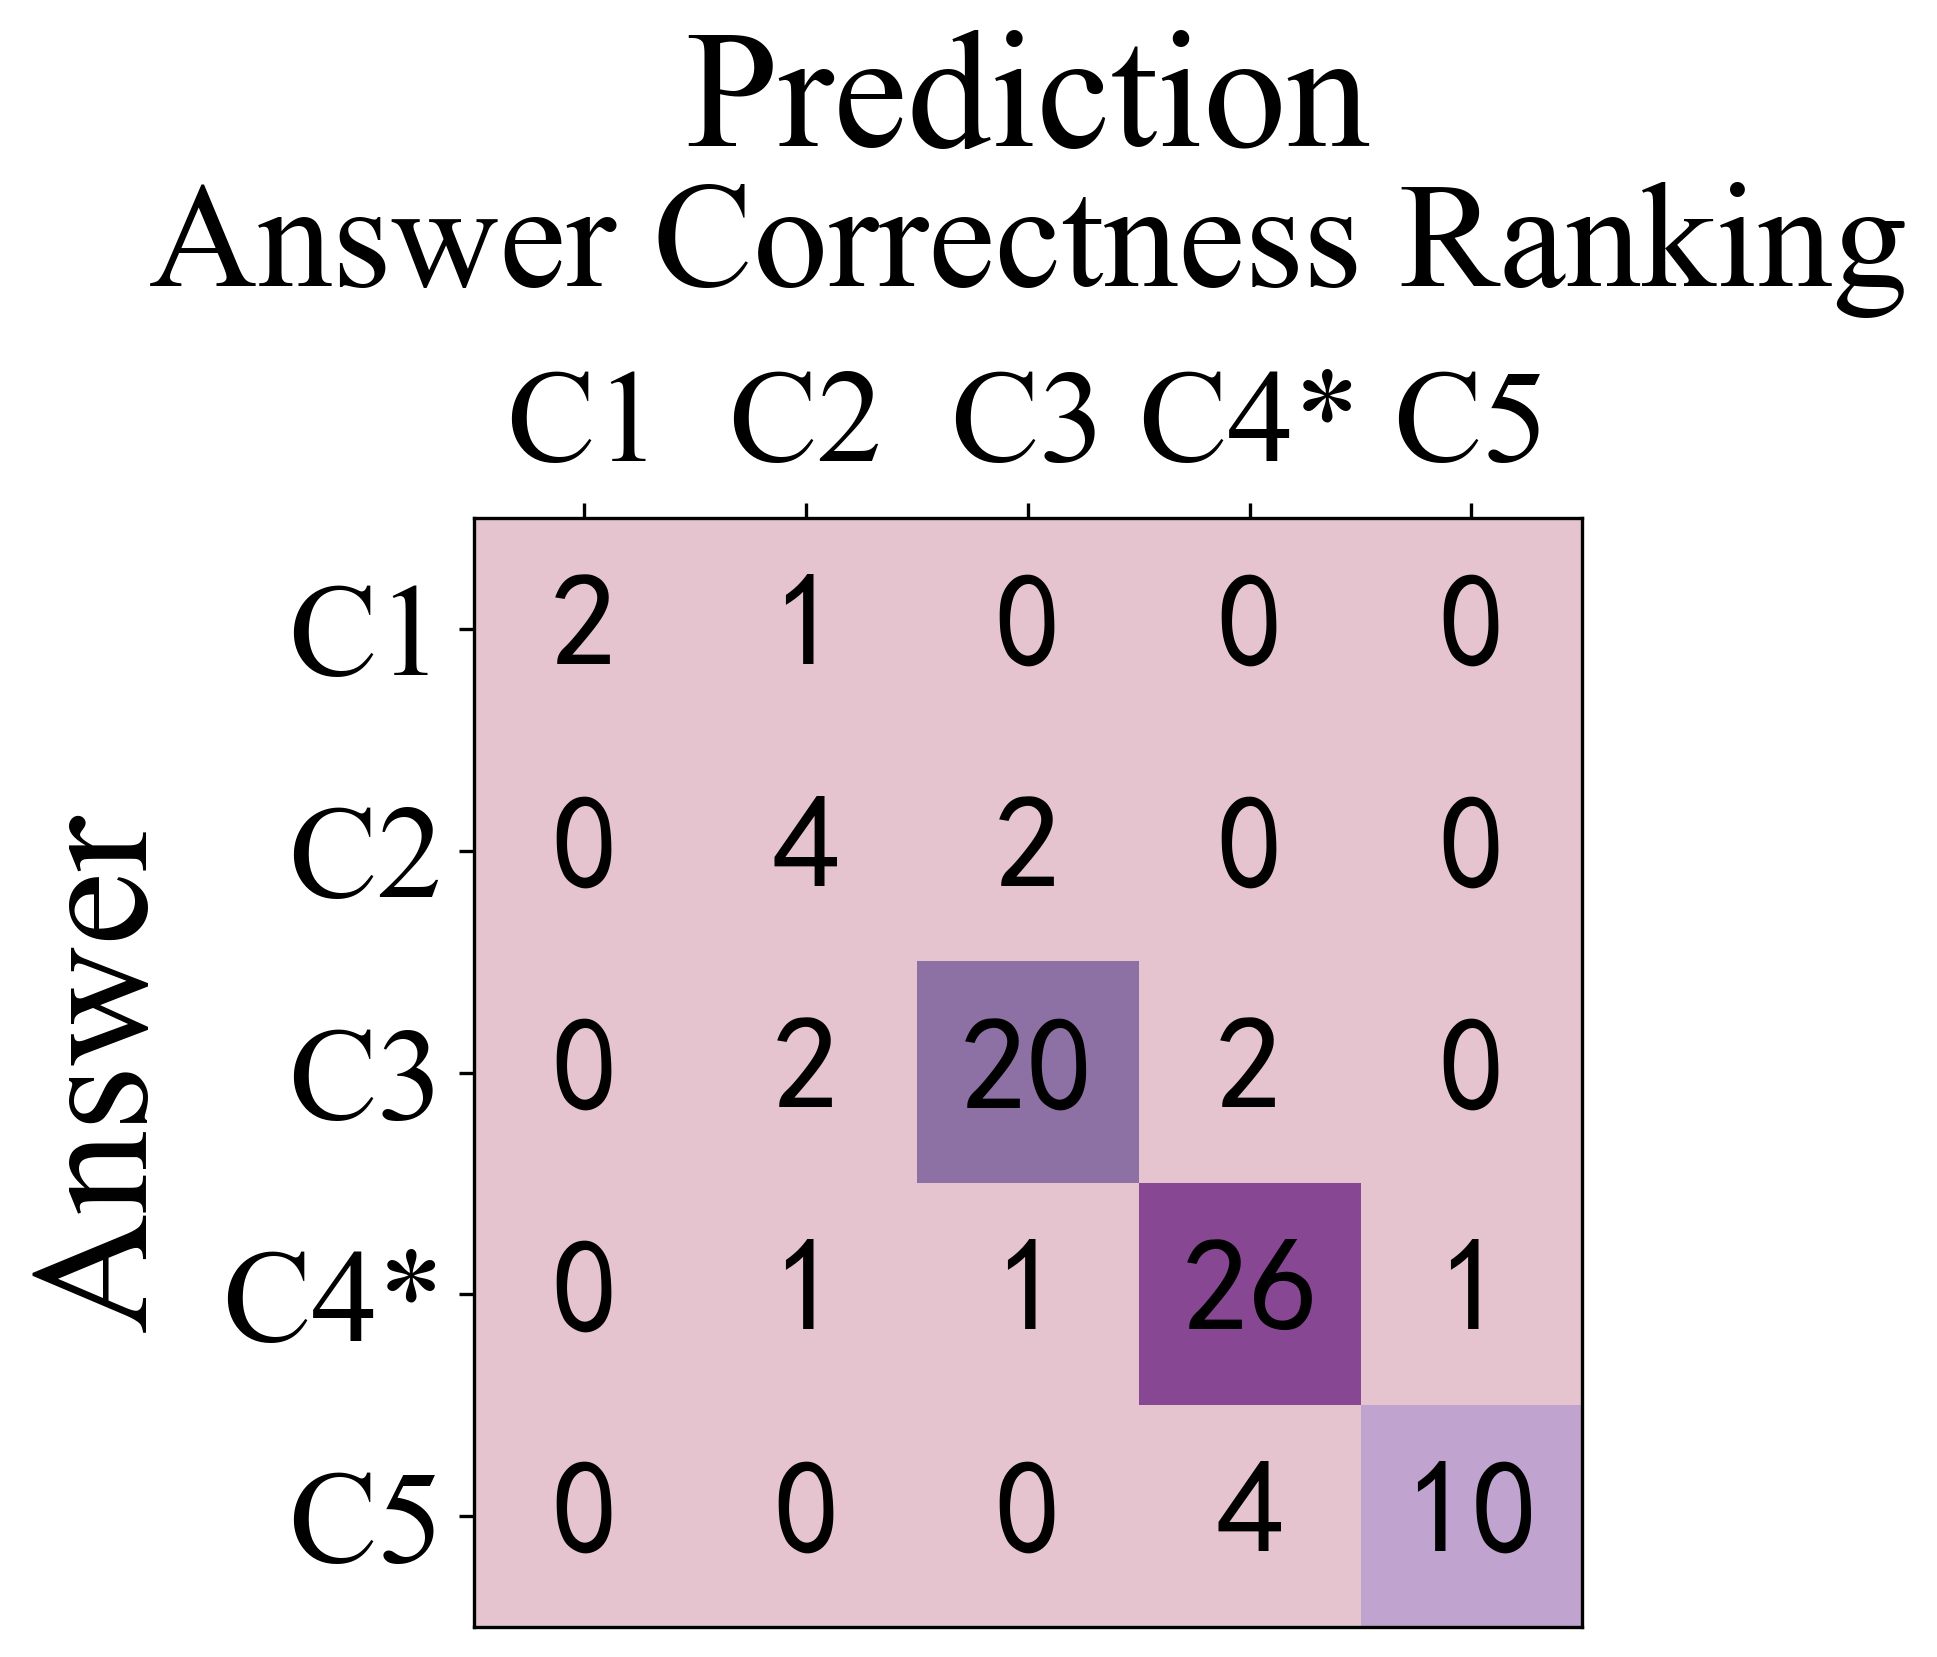 Prediction
Answer Correctness Ranking
C1 C2 C3 C4* C5
Answer
C1 2 1 0 0 0
C2 0 4 2 0 0
C3 0 2 20 2 0
C4* 0 1 1 26 1
C5 0 0 0 4 10